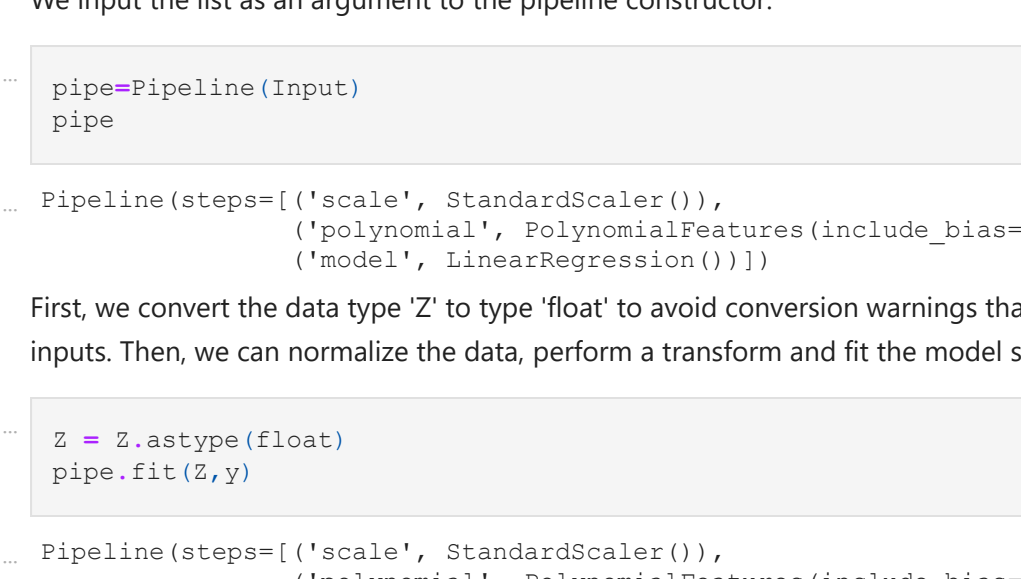 We input the list as an argument to the pipeline constructor.
pipe=Pipeline(Input)
pipe
Pipeline(steps=[('scale', StandardScaler()),
('polynomial', PolynomialFeatures(include_bias=
('model', LinearRegression())])
First, we convert the data type 'Z' to type 'float' to avoid conversion warnings tha
inputs. Then, we can normalize the data, perform a transform and fit the model s
Z = Z.astype(float)
pipe.fit(Z,y)
Pipeline(steps=[('scale', StandardScaler()),
('polynomial', PolynomialFeatures(include_bias=